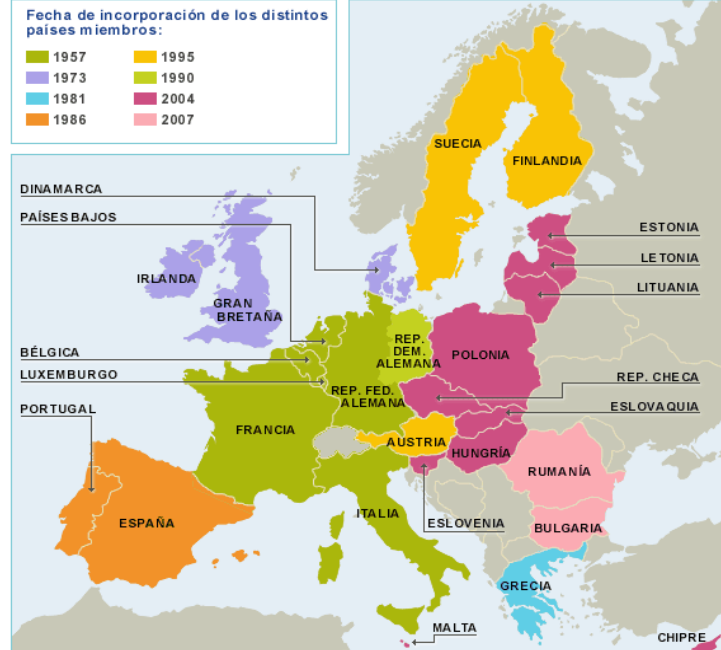 Fecha de incorporación de los distintos
países miembros:
1957
1995
1973
1990
1981
2004
1986
2007
SUECIA
FINLANDIA
DINAMARCA
PAÍSES BAJOS
ESTONIA
LETONIA
LITUANIA
IRLANDA
GRAN
BRETAÑA
REP.
DEM.
ALEMANA
POLONIA
BÉLGICA
LUXEMBURGO
REP. FED.
ALEMANA
REP. CHECA
ESLOVAQUIA
PORTUGAL
FRANCIA
AUSTRIA
HUNGRÍA
RUMANÍA
ESPAÑA
ITALIA
ESLOVENIA
BULGARIA
GRECIA
MALTA
CHIPRE